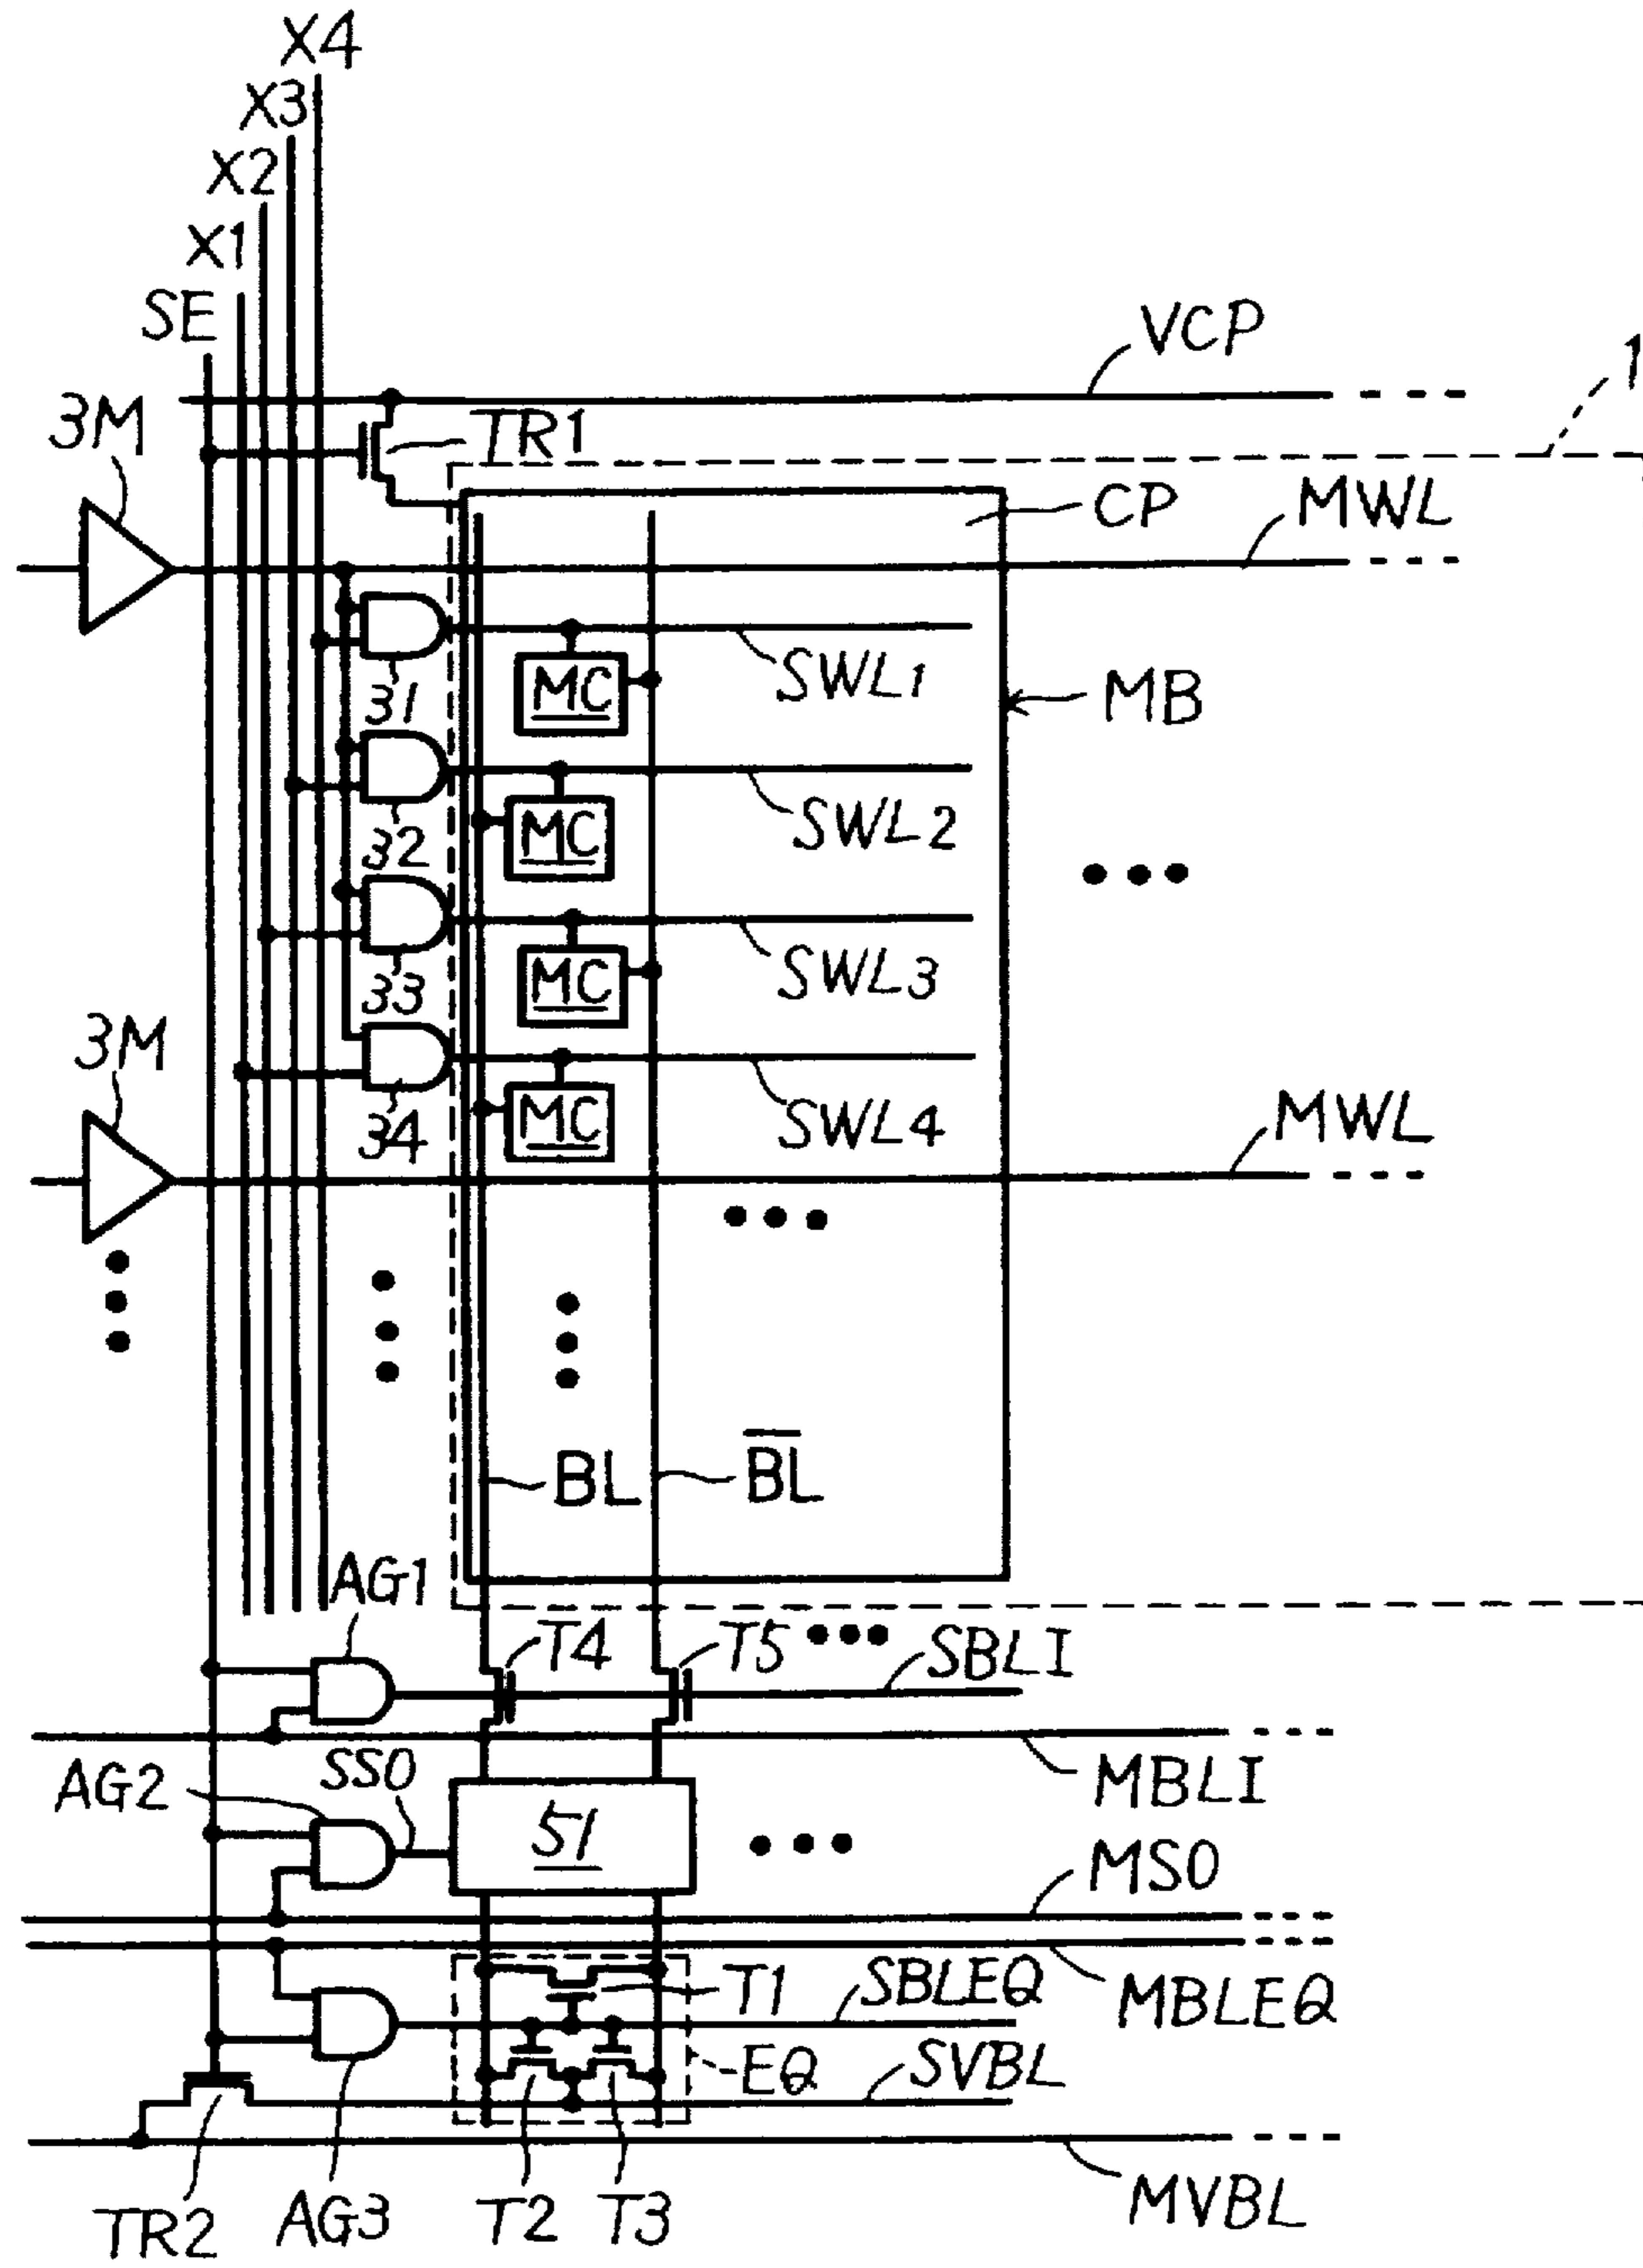 X4
X3
X2
X1
SE
VCP
1
3M
TR1
CP
MWL
31
MC
SWL1
MB
32
MC
SWL2
33
MC
SWL3
3M
34
MC
SWL4
MWL
BL
BL
AG1
T4
T5
SBLI
MBLI
AG2
SSO
51
MSO
T1
SBLEQ
MBLEQ
EQ
SVBL
TR2
AG3
T2
T3
MVBL